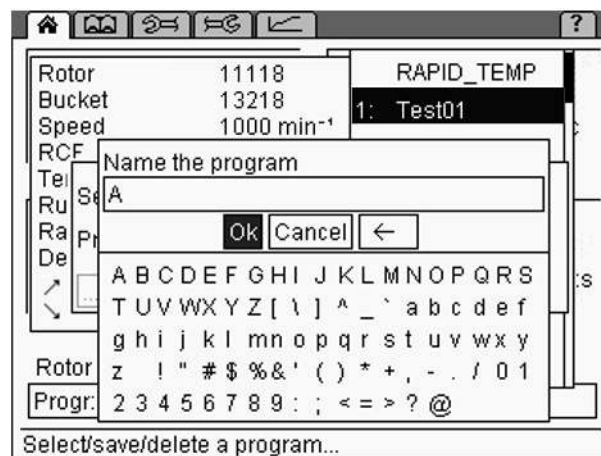 ?
Rotor 11118
Bucket 13218
Speed 1000 min⁻¹
RCF
RAPID_TEMP
1: Test01
Name the program
A
Ok Cancel ←
A B C D E F G H I J K L M N O P Q R S
T U V W X Y Z [ \ ] ^ _ ` a b c d e f
g h i j k l m n o p q r s t u v w x y
z ! " # $ % & ' ( ) * + , - . / 0 1
2 3 4 5 6 7 8 9 : ; < = > ? @
Rotor
Progr:
Select/save/delete a program...